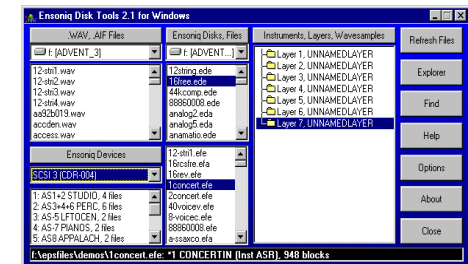 Ensoniq Disk Tools 2.1 for Windows
.WAV, .AIF Files
f: [ADVENT_3]
12-stri1.wav
12-stri2.wav
12-stri3.wav
12-stri4.wav
aa92b019.wav
accden.wav
access.wav
Ensoniq Devices
SCSI 3 (CDR-004)
1: AS1+2 STUDIO, 4 files
2: AS3+4+6 PERC, 6 files
3: AS-5 LFTOCEN, 2 files
4: AS-7 PIANOS, 2 files
5: AS8 APPALACH, 2 files
Ensoniq Disks, Files
f: [ADVENT...]
12string.ede
16free.ede
44kcomp.ede
88860008.ede
analog2.eda
analog5.eda
anamatio.ede
12-stri1.efe
16rcsfre.efa
16rev.efe
1concert.efe
2concert.efe
40voicev.efe
8-voicec.efe
88860008.efe
a-ssaxco.efa
Instruments, Layers, Wavesamples
Layer 1, UNNAMEDLAYER
Layer 2, UNNAMEDLAYER
Layer 3, UNNAMEDLAYER
Layer 4, UNNAMEDLAYER
Layer 5, UNNAMEDLAYER
Layer 6, UNNAMEDLAYER
Layer 7, UNNAMEDLAYER
Refresh Files
Explorer
Find
Help
Options
About
Close
f:\epsfiles\demos\1concert.efe: *1 CONCERTIN (Inst ASR), 948 blocks